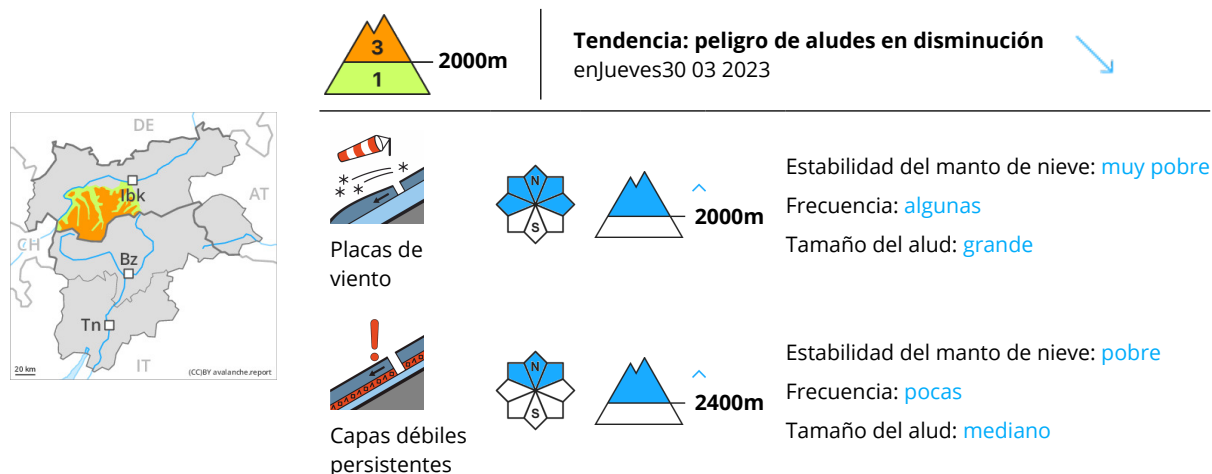 3
1
2000m
Tendencia: peligro de aludes en disminución
enJueves30 03 2023
DE
Ibk
AT
CH
Bz
Tn
IT
20 km
(CC)BY avalanche.report
N
S
2000m
Placas de
viento
Estabilidad del manto de nieve: muy pobre
Frecuencia: algunas
Tamaño del alud: grande
N
S
2400m
Capas débiles
persistentes
Estabilidad del manto de nieve: pobre
Frecuencia: pocas
Tamaño del alud: mediano